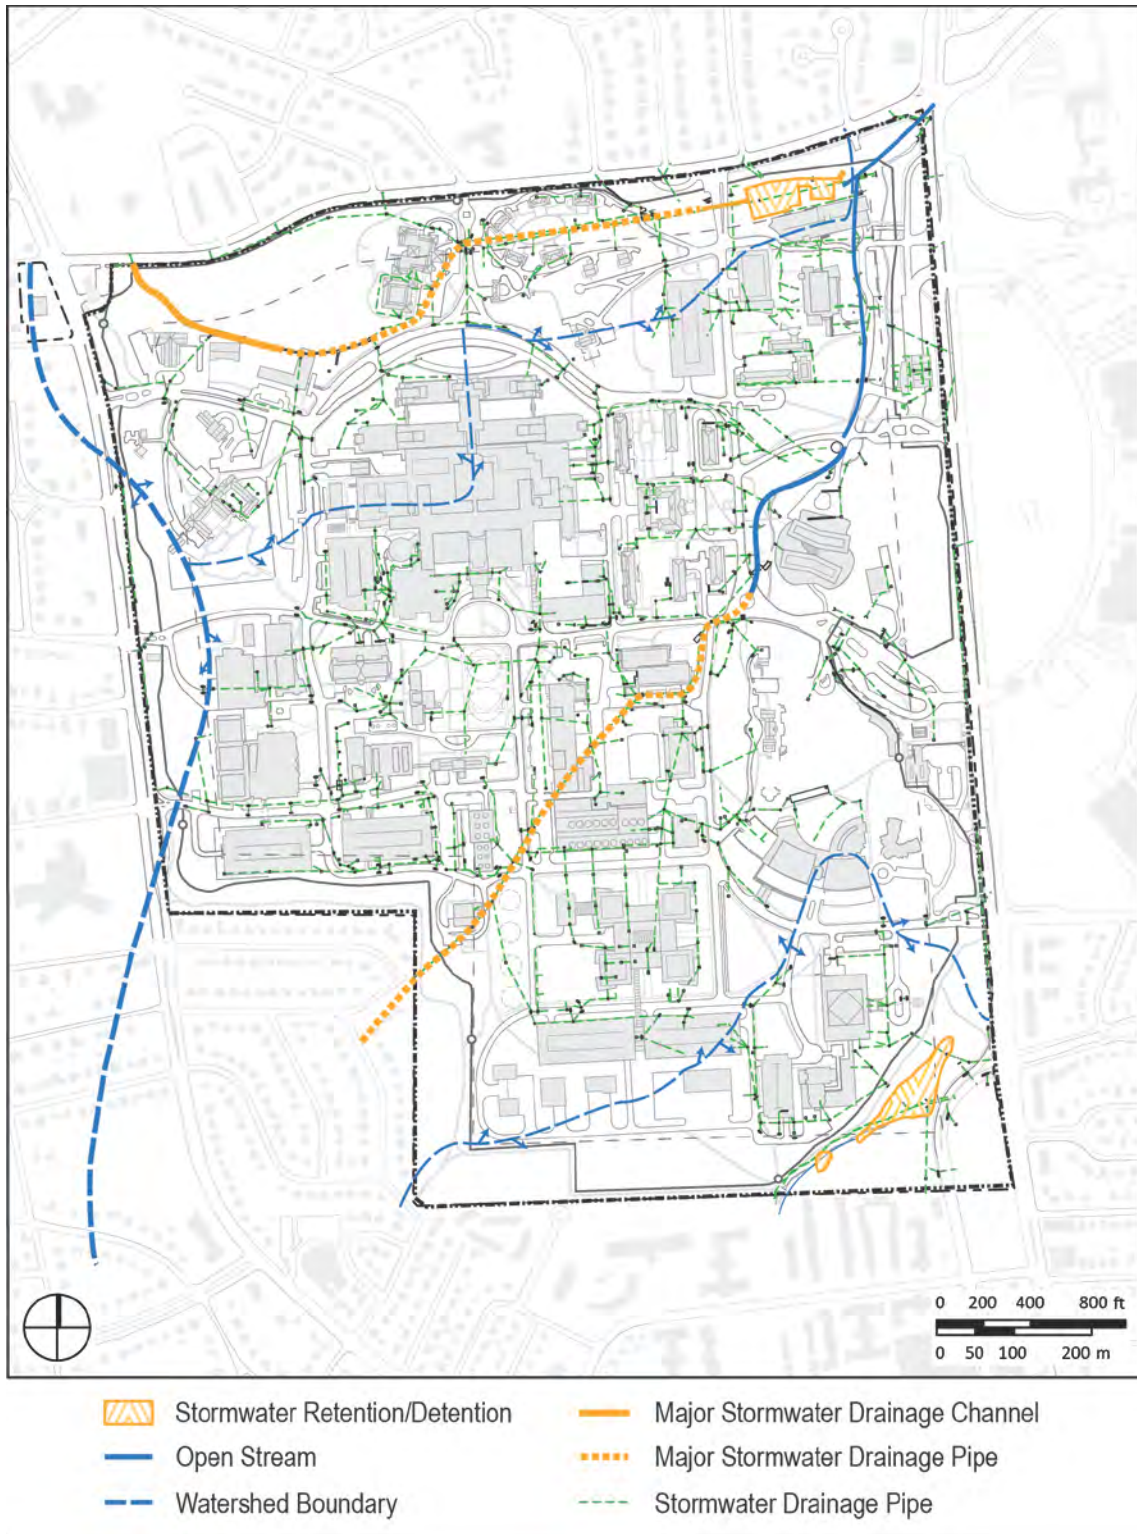 0 200 400 800 ft
0 50 100 200 m
Stormwater Retention/Detention
Major Stormwater Drainage Channel
Open Stream
Major Stormwater Drainage Pipe
Watershed Boundary
Stormwater Drainage Pipe